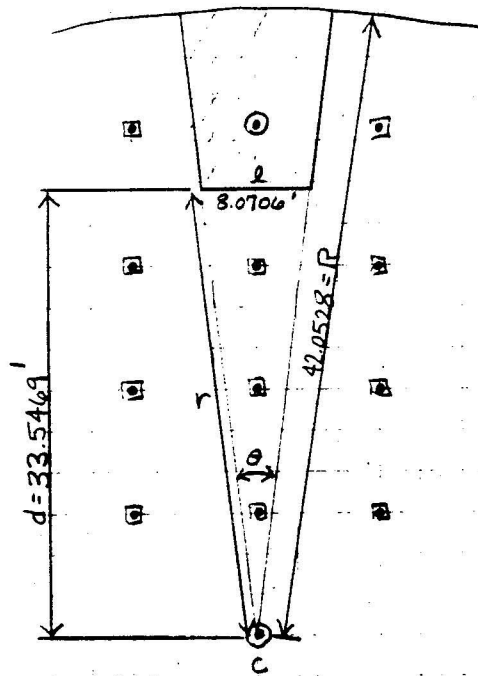 l
8.0706'
42.0528 = R
d = 33.5469'
r
θ
C